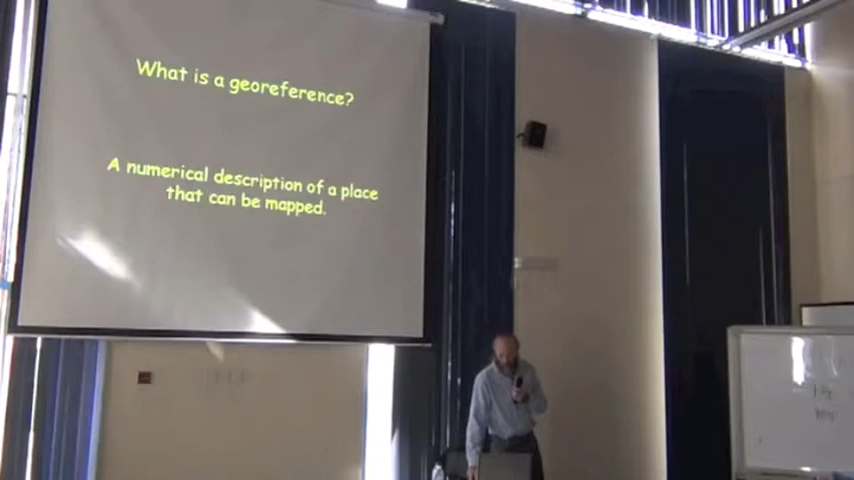 What is a georeference?
A numerical description of a place
that can be mapped.